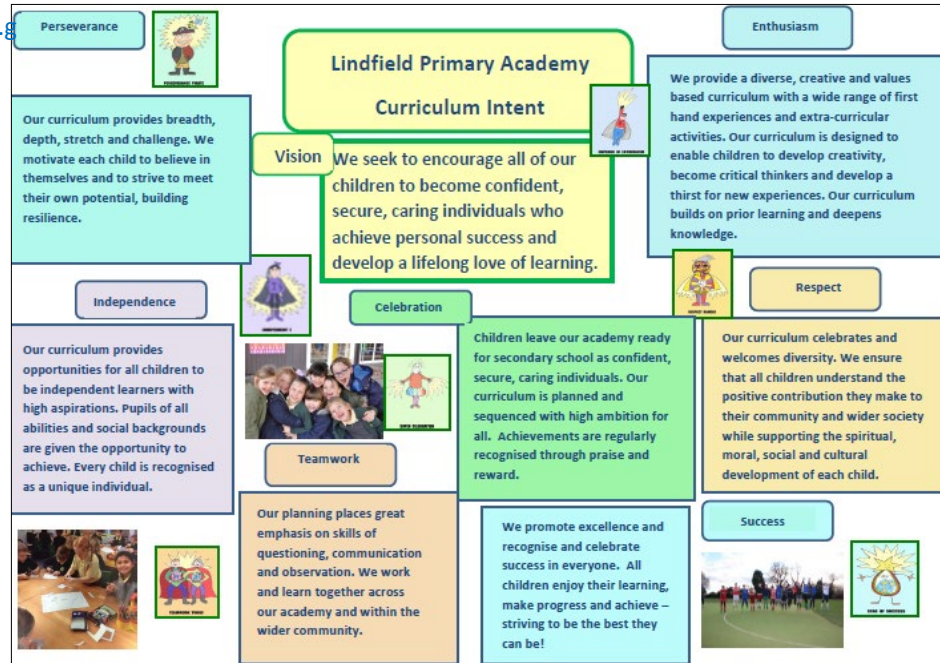 .g
Perseverance
Enthusiasm
Lindfield Primary Academy
Curriculum Intent
Our curriculum provides breadth,
depth, stretch and challenge. We
motivate each child to believe in
themselves and to strive to meet
their own potential, building
resilience.
Vision
We seek to encourage all of our
children to become confident,
secure, caring individuals who
achieve personal success and
develop a lifelong love of learning.
We provide a diverse, creative and values
based curriculum with a wide range of first
hand experiences and extra-curricular
activities. Our curriculum is designed to
enable children to develop creativity,
become critical thinkers and develop a
thirst for new experiences. Our curriculum
builds on prior learning and deepens
knowledge.
Independence
Our curriculum provides
opportunities for all children to
be independent learners with
high aspirations. Pupils of all
abilities and social backgrounds
are given the opportunity to
achieve. Every child is recognised
as a unique individual.
Celebration
Children leave our academy ready
for secondary school as confident,
secure, caring individuals. Our
curriculum is planned and
sequenced with high ambition for
all. Achievements are regularly
recognised through praise and
reward.
Respect
Our curriculum celebrates and
welcomes diversity. We ensure
that all children understand the
positive contribution they make to
their community and wider society
while supporting the spiritual,
moral, social and cultural
development of each child.
Teamwork
Our planning places great
emphasis on skills of
questioning, communication
and observation. We work
and learn together across
our academy and within the
wider community.
We promote excellence and
recognise and celebrate
success in everyone. All
children enjoy their learning,
make progress and achieve –
striving to be the best they
can be!
Success